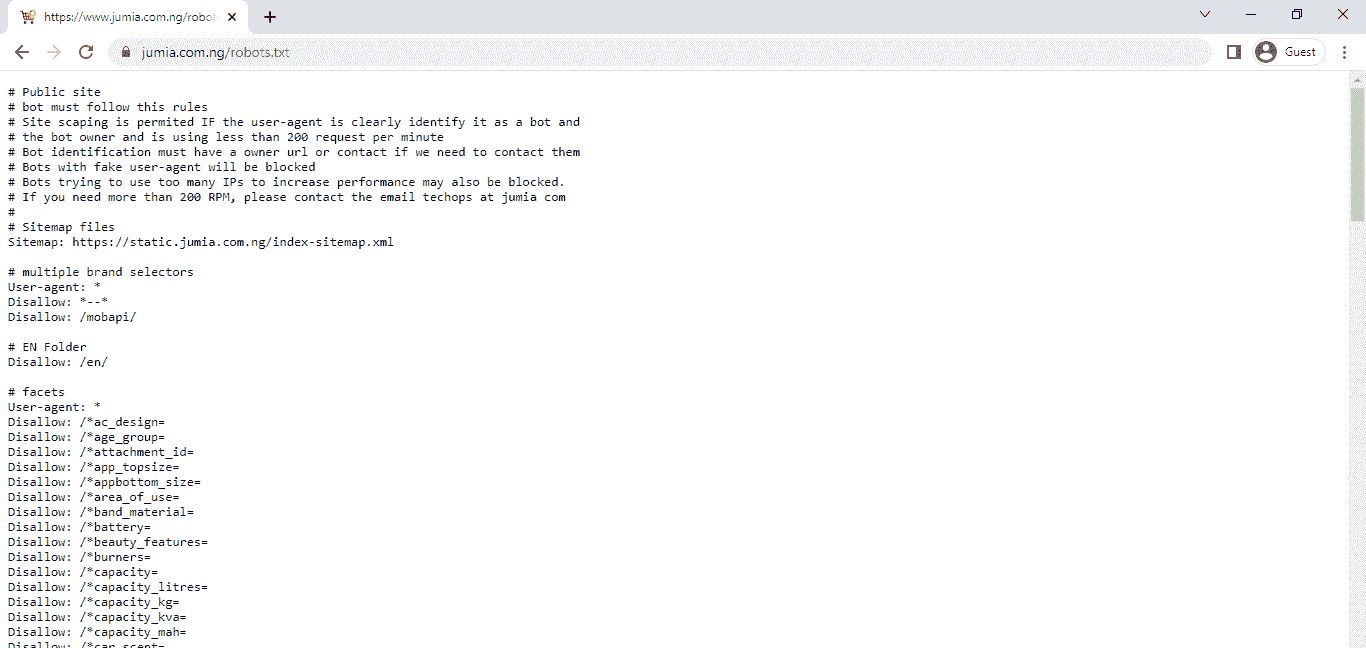 https://www.jumia.com.ng/robot
jumia.com.ng/robots.txt
Guest
# Public site
# bot must follow this rules
# Site scaping is permited IF the user-agent is clearly identify it as a bot and
# the bot owner and is using less than 200 request per minute
# Bot identification must have a owner url or contact if we need to contact them
# Bots with fake user-agent will be blocked
# Bots trying to use too many IPs to increase performance may also be blocked.
# If you need more than 200 RPM, please contact the email techops at jumia com
#
# Sitemap files
Sitemap: https://static.jumia.com.ng/index-sitemap.xml
# multiple brand selectors
User-agent: *
Disallow: *--*
Disallow: /mobapi/
# EN Folder
Disallow: /en/
# facets
User-agent: *
Disallow: /*ac_design=
Disallow: /*age_group=
Disallow: /*attachment_id=
Disallow: /*app_topsize=
Disallow: /*appbottom_size=
Disallow: /*area_of_use=
Disallow: /*band_material=
Disallow: /*battery=
Disallow: /*beauty_features=
Disallow: /*burners=
Disallow: /*capacity=
Disallow: /*capacity_litres=
Disallow: /*capacity_kg=
Disallow: /*capacity_kva=
Disallow: /*capacity_mah=
Disallow: /*car_scent=